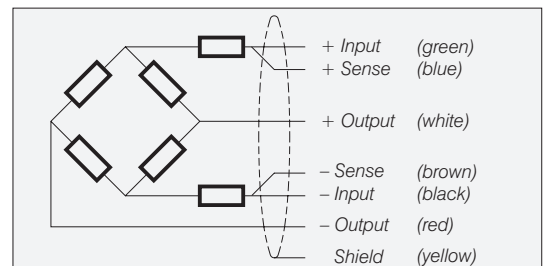 + Input (green)
+ Sense (blue)
+ Output (white)
– Sense (brown)
– Input (black)
– Output (red)
Shield (yellow)